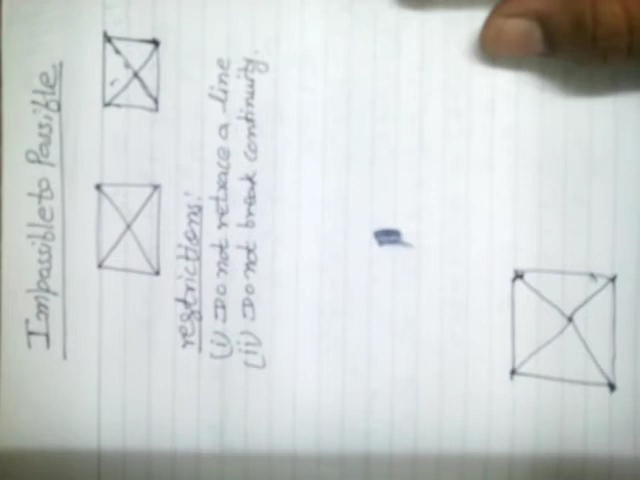 Impossible to Possible
restrictions:
(i) Do not retrace a line
(ii) Do not break continuity.